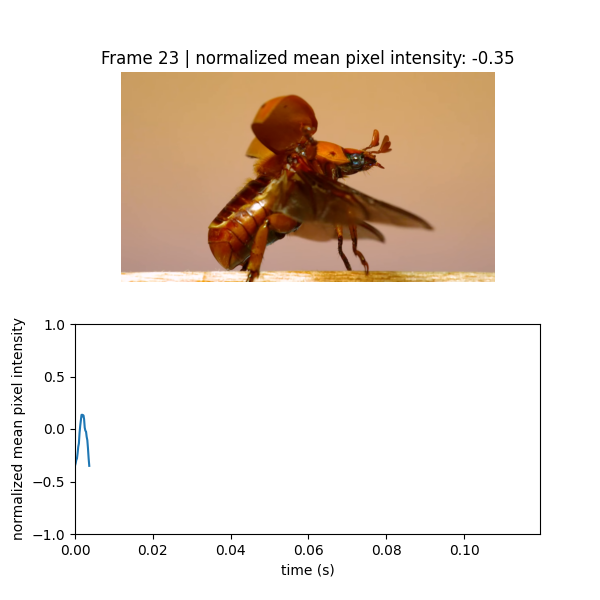 Frame 23 | normalized mean pixel intensity: -0.35
normalized mean pixel intensity
1.0
0.5
0.0
−0.5
−1.0
0.00 0.02 0.04 0.06 0.08 0.10
time (s)